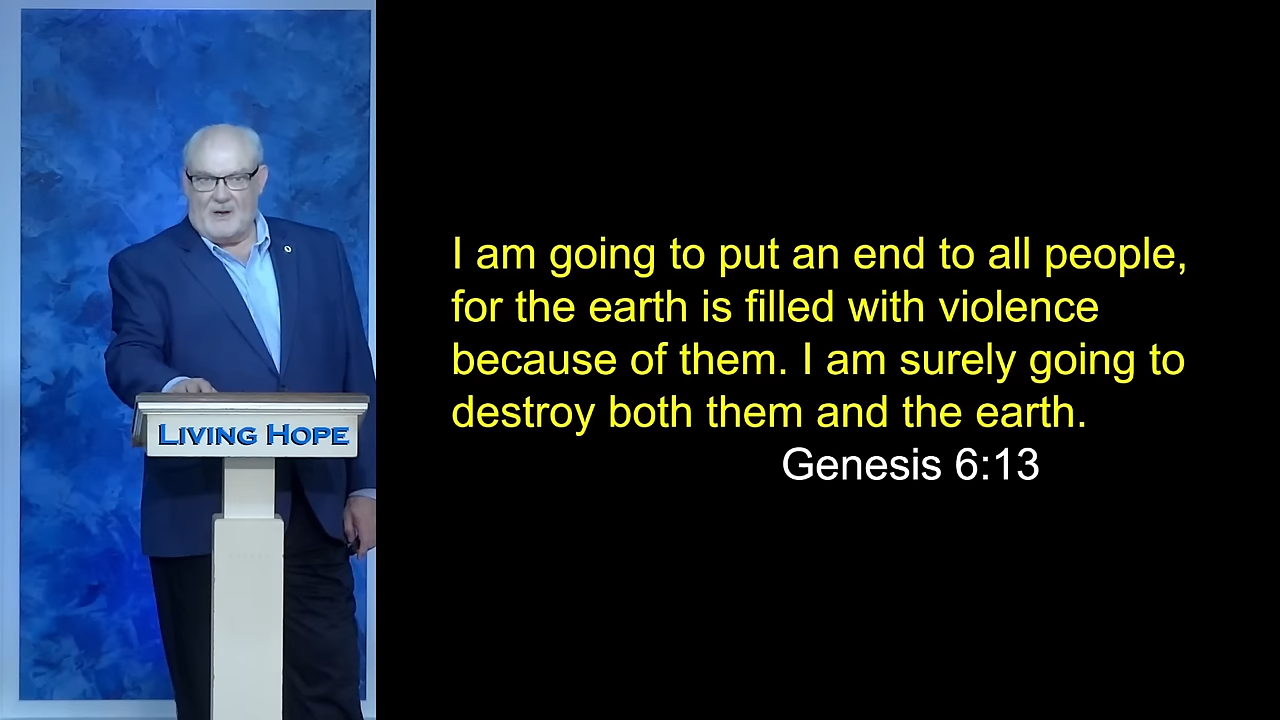 LIVING HOPE
I am going to put an end to all people,
for the earth is filled with violence
because of them. I am surely going to
destroy both them and the earth.
Genesis 6:13